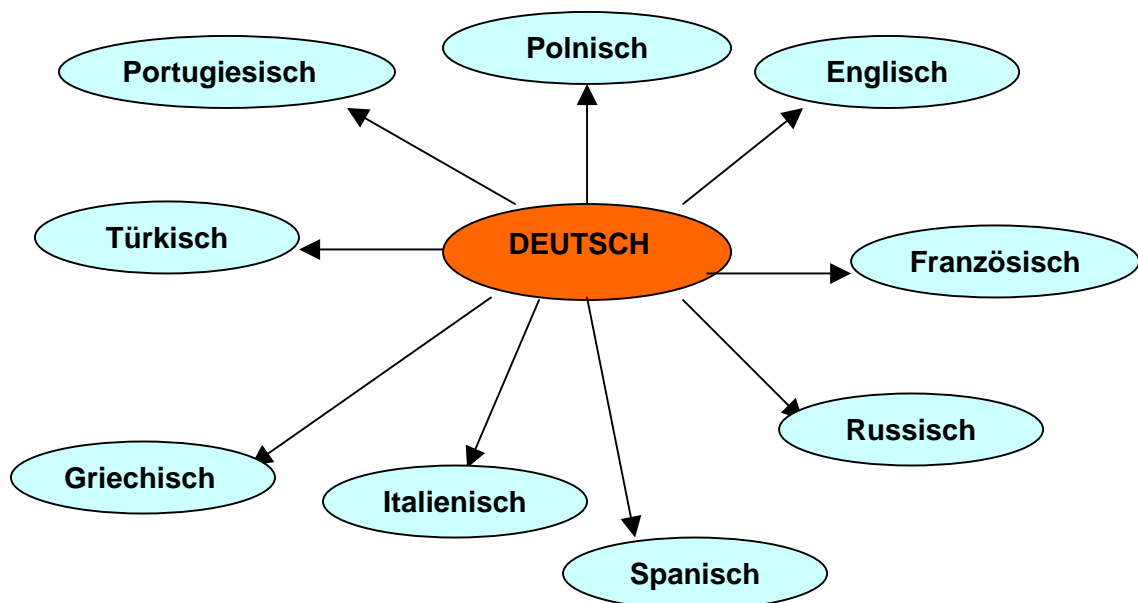 Polnisch
Portugiesisch
Englisch
Türkisch
DEUTSCH
Französisch
Russisch
Griechisch
Italienisch
Spanisch